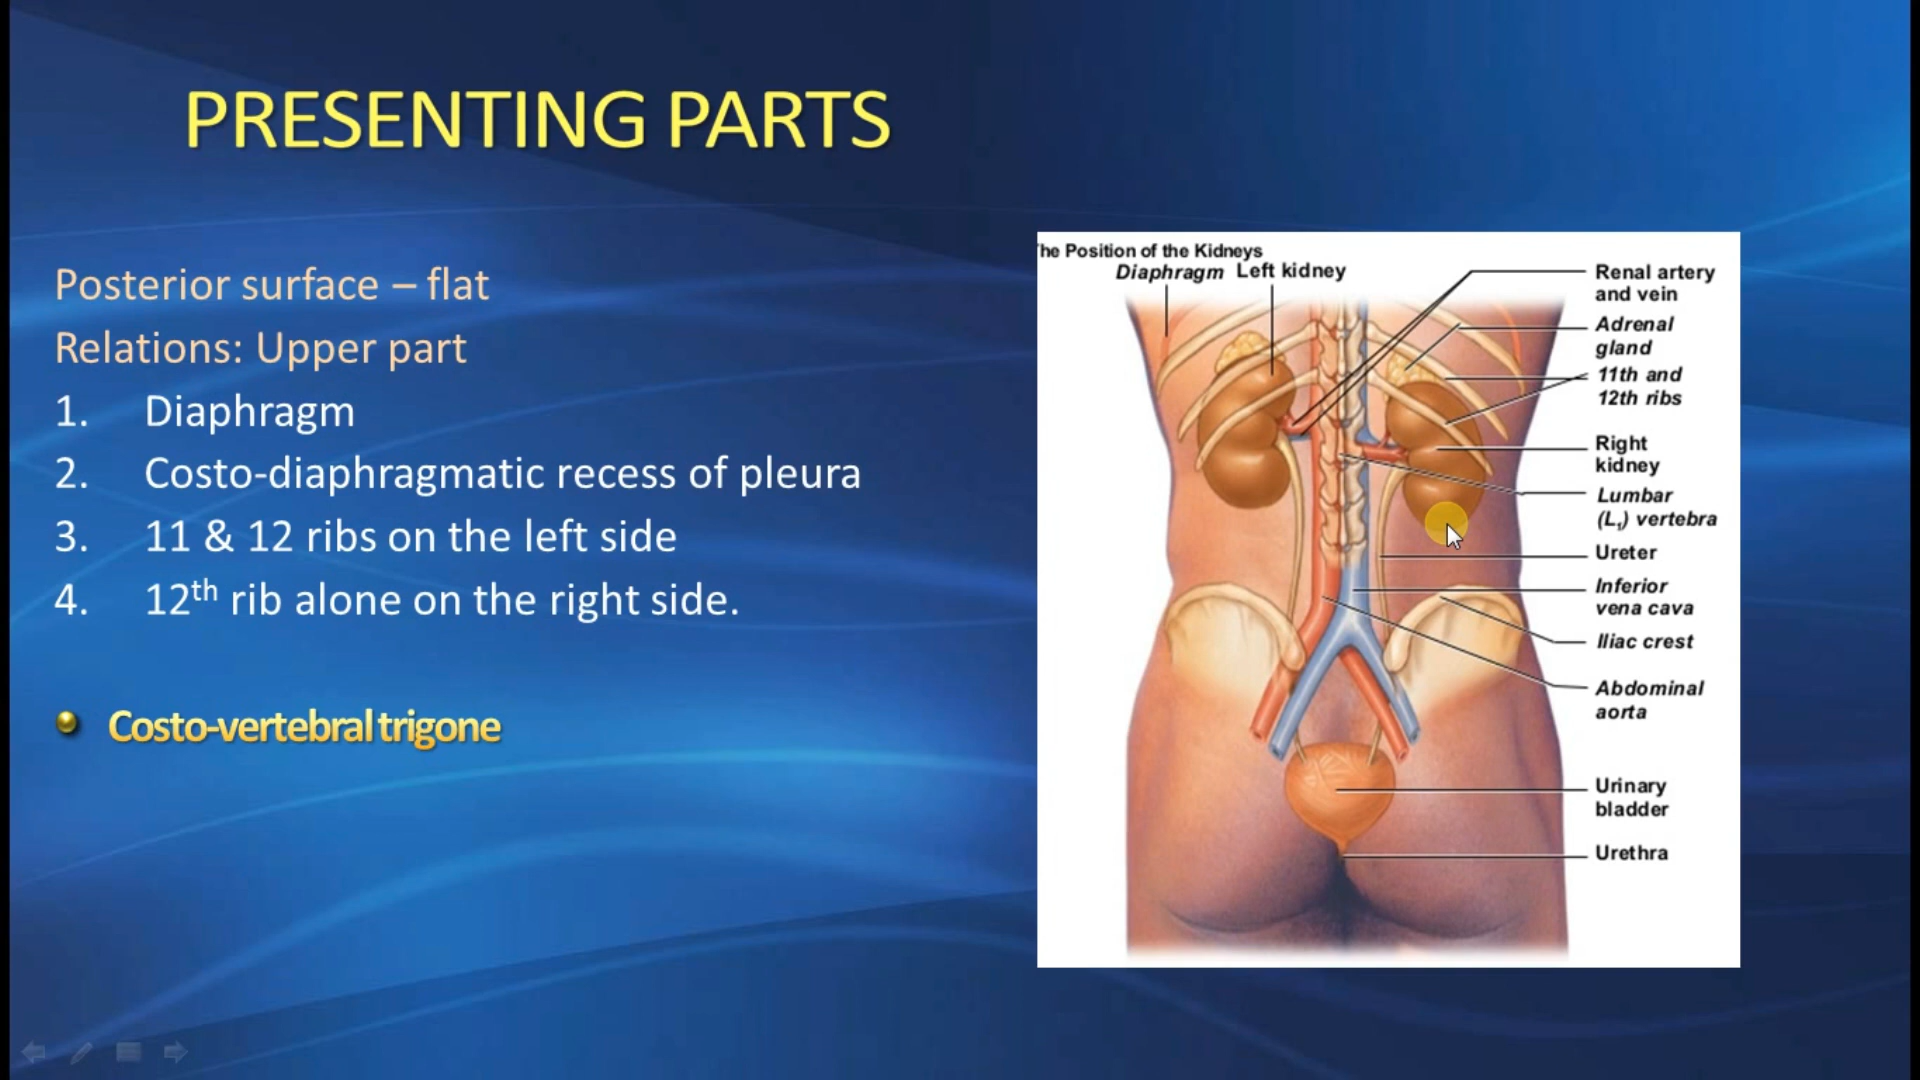 PRESENTING PARTS
Posterior surface – flat
Relations: Upper part
1. Diaphragm
2. Costo-diaphragmatic recess of pleura
3. 11 & 12 ribs on the left side
4. 12th rib alone on the right side.
Costo-vertebral trigone
he Position of the Kidneys
Diaphragm Left kidney
Renal artery
and vein
Adrenal
gland
11th and
12th ribs
Right
kidney
Lumbar
(L1) vertebra
Ureter
Inferior
vena cava
Iliac crest
Abdominal
aorta
Urinary
bladder
Urethra